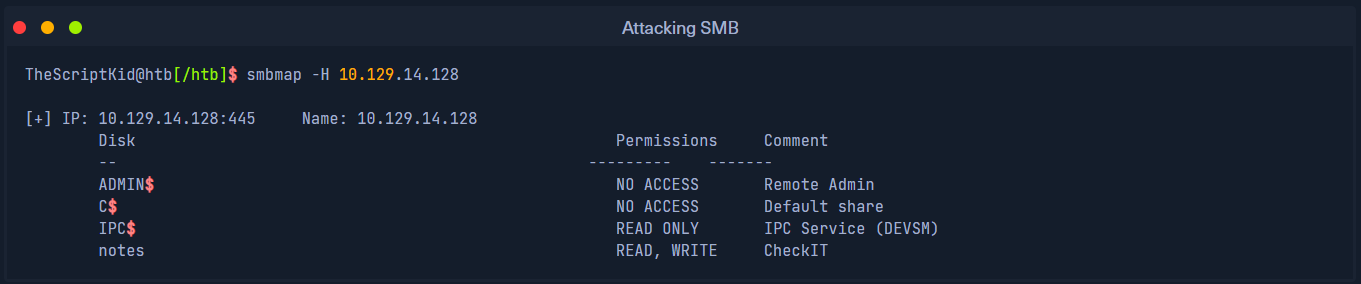 Attacking SMB
TheScriptKid@htb[/htb]$ smbmap -H 10.129.14.128
[+] IP: 10.129.14.128:445     Name: 10.129.14.128
        Disk                                                    Permissions     Comment
        --                                                   ---------    -------
        ADMIN$                                                  NO ACCESS       Remote Admin
        C$                                                      NO ACCESS       Default share
        IPC$                                                    READ ONLY       IPC Service (DEVSM)
        notes                                                   READ, WRITE     CheckIT